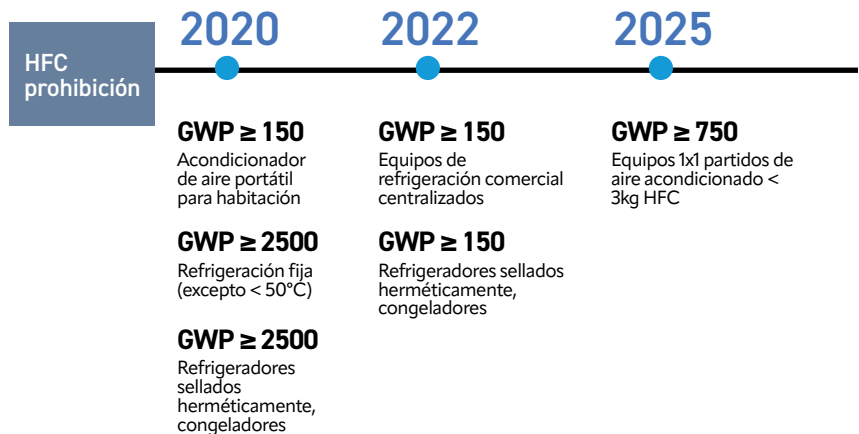 HFC
prohibición
2020
GWP ≥ 150
Acondicionador
de aire portátil
para habitación
GWP ≥ 2500
Refrigeración fija
(excepto < 50°C)
GWP ≥ 2500
Refrigeradores
sellados
herméticamente,
congeladores
2022
GWP ≥ 150
Equipos de
refrigeración comercial
centralizados
GWP ≥ 150
Refrigeradores sellados
herméticamente,
congeladores
2025
GWP ≥ 750
Equipos 1x1 partidos de
aire acondicionado <
3kg HFC